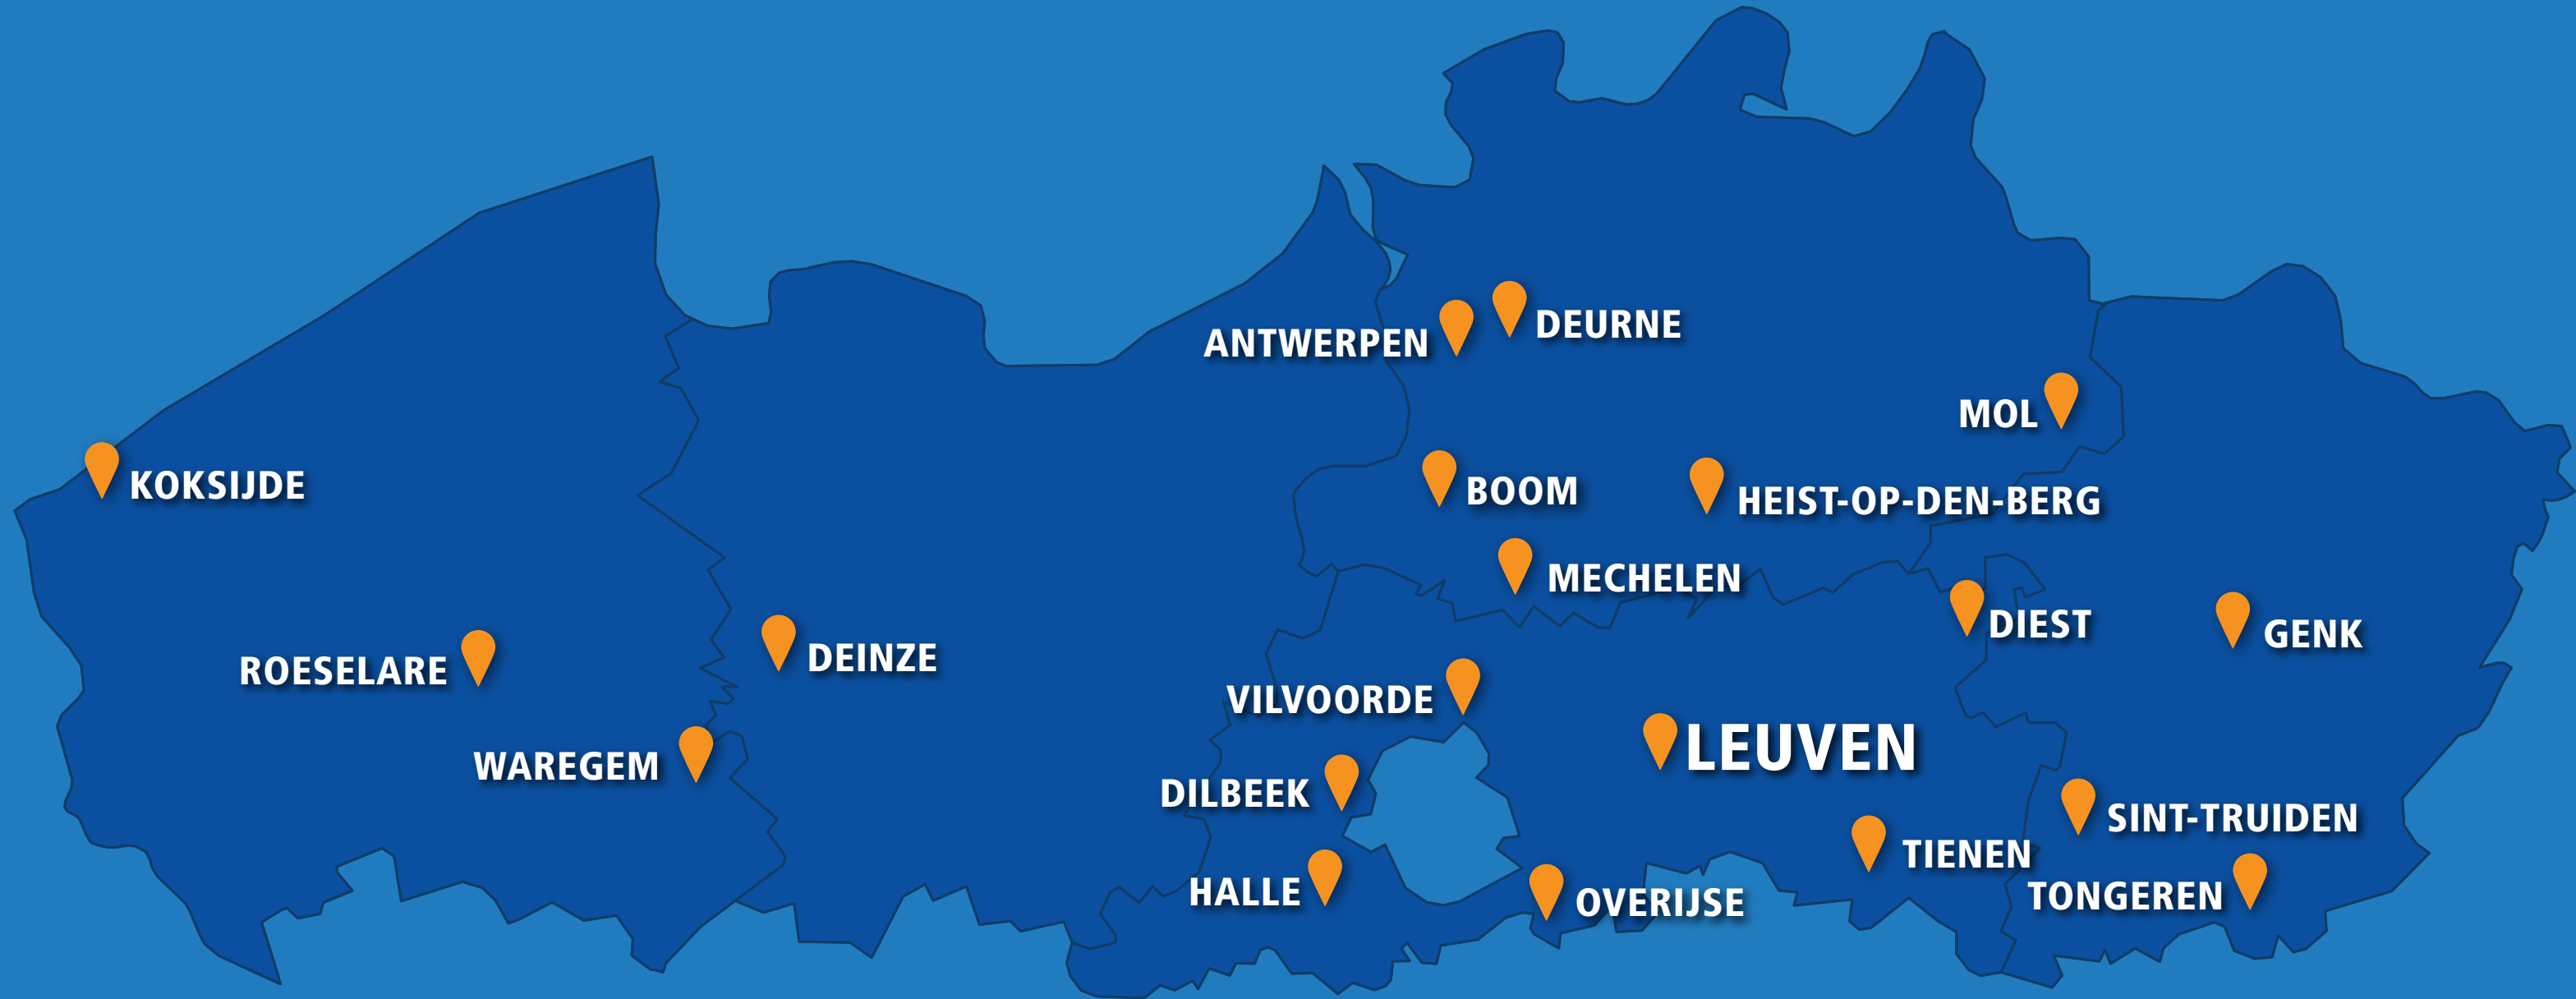 DEURNE
ANTWERPEN
MOL
KOKSIJDE
BOOM
HEIST-OP-DEN-BERG
MECHELEN
DIEST
GENK
DEINZE
ROESELARE
VILVOORDE
LEUVEN
WAREGEM
DILBEEK
SINT-TRUIDEN
TIENEN
HALLE
TONGEREN
OVERIJSE